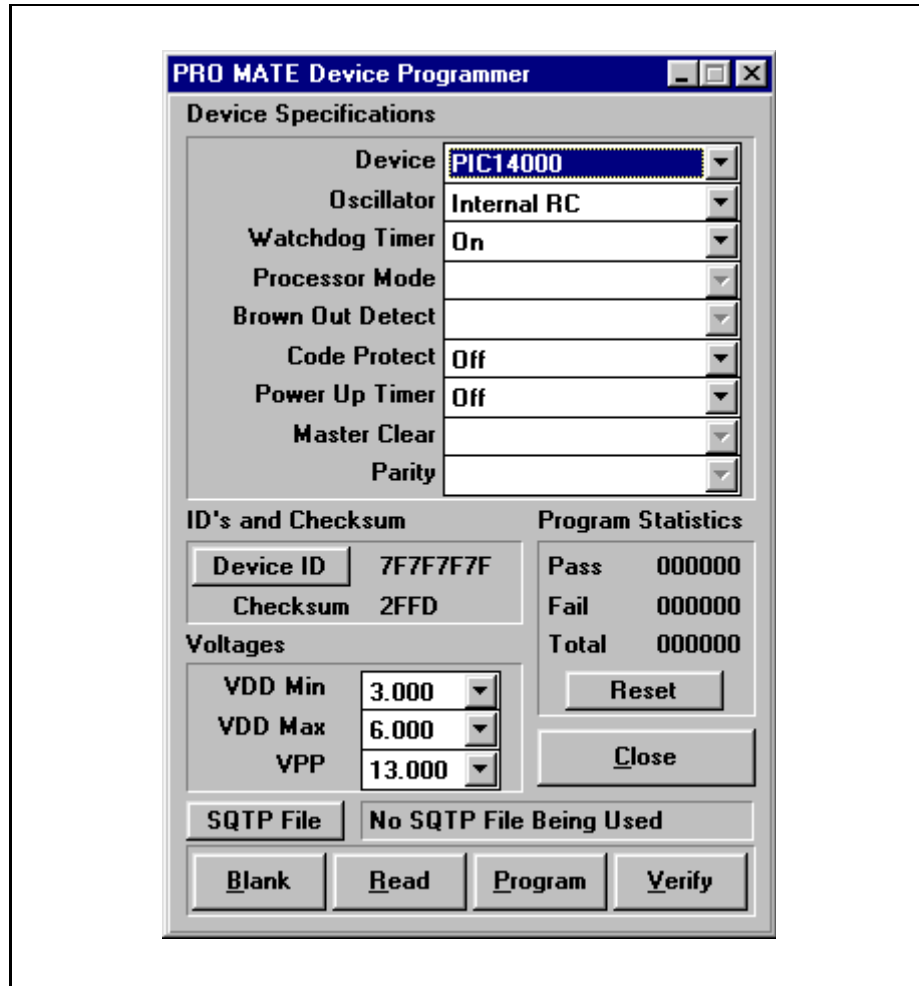 PRO MATE Device Programmer
Device Specifications
Device PIC14000
Oscillator Internal RC
Watchdog Timer On
Processor Mode
Brown Out Detect
Code Protect Off
Power Up Timer Off
Master Clear
Parity
ID's and Checksum
Device ID 7F7F7F7F
Checksum 2FFD
Program Statistics
Pass 000000
Fail 000000
Total 000000
Reset
Voltages
VDD Min 3.000
VDD Max 6.000
VPP 13.000
Close
SQTP File No SQTP File Being Used
Blank Read Program Verify